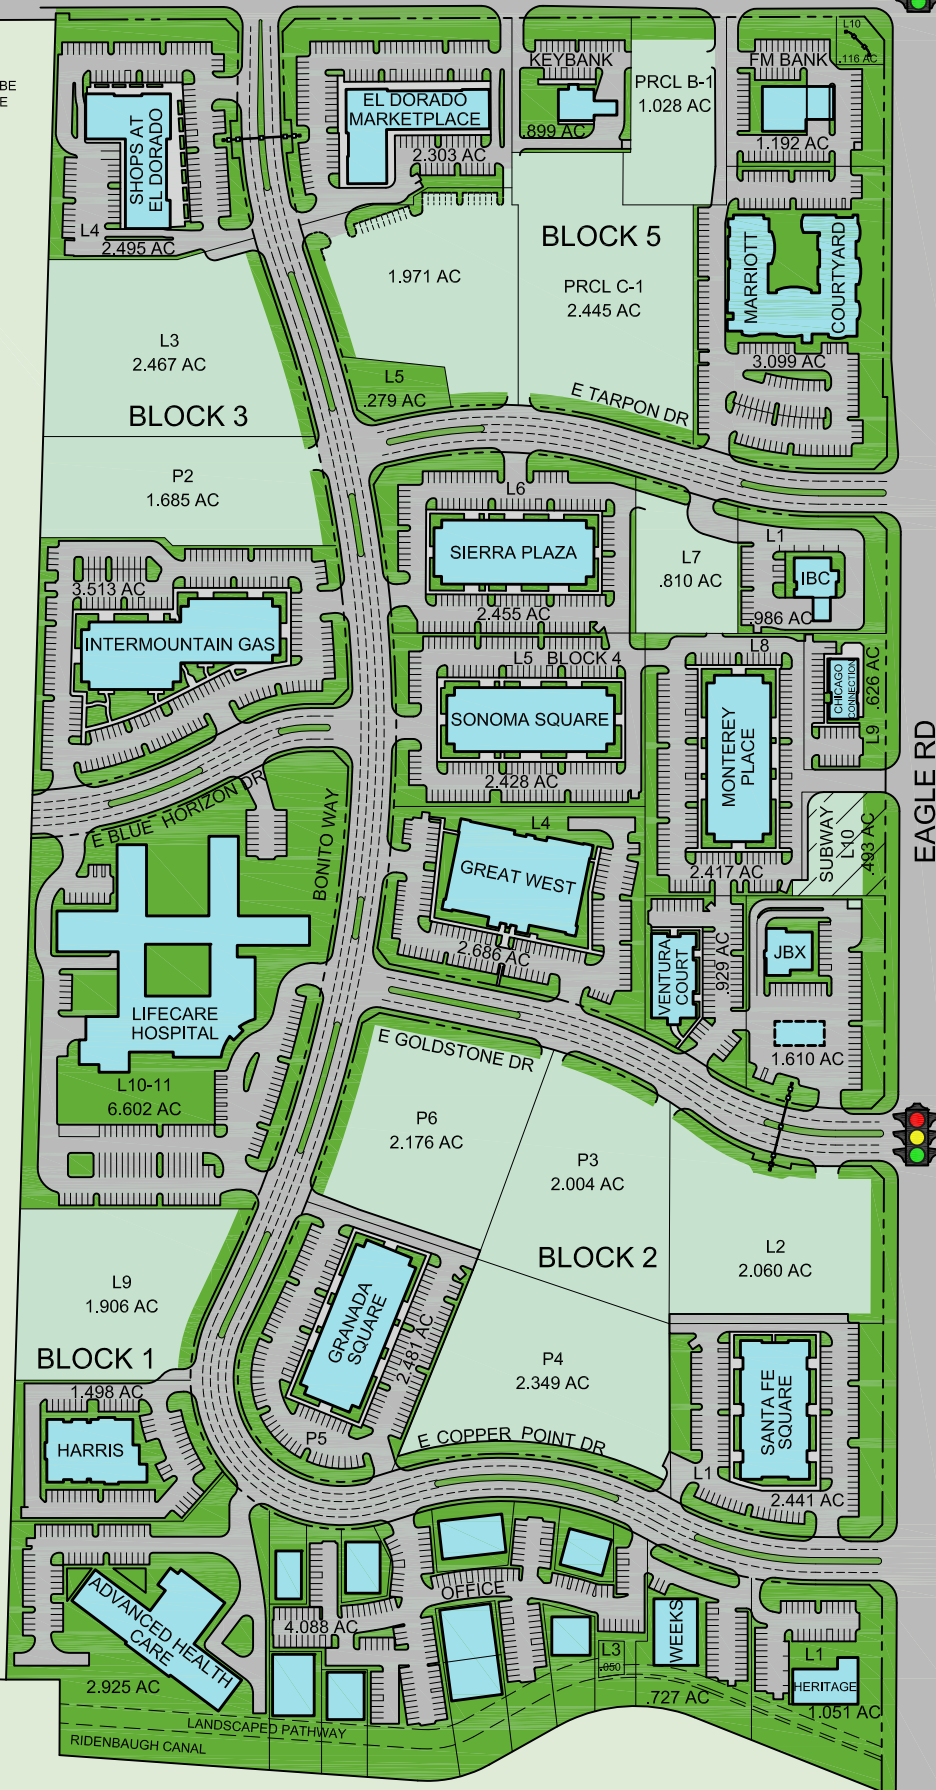 BE
E
L10
.116 AC
KEYBANK
.899 AC
PRCL B-1
1.028 AC
FM BANK
1.192 AC
SHOPS AT
EL DORADO
L4
2.495 AC
EL DORADO
MARKETPLACE
2.303 AC
BLOCK 5
PRCL C-1
2.445 AC
1.971 AC
MARRIOTT
COURTYARD
3.099 AC
L3
2.467 AC
BLOCK 3
L5
.279 AC
E TARPON DR
P2
1.685 AC
L6
SIERRA PLAZA
2.455 AC
L7
.810 AC
L1
IBC
.986 AC
3.513 AC
INTERMOUNTAIN GAS
L5 BLOCK 4
SONOMA SQUARE
2.428 AC
L8
MONTEREY
PLACE
2.417 AC
CHICAGO
CONNECTION
.626 AC
L9
EAGLE RD
E BLUE HORIZON DR
BONITO WAY
L4
GREAT WEST
2.686 AC
SUBWAY
L10
.493 AC
VENTURA
COURT
.929 AC
JBX
1.610 AC
LIFECARE
HOSPITAL
L10-11
6.602 AC
E GOLDSTONE DR
P6
2.176 AC
P3
2.004 AC
BLOCK 2
L2
2.060 AC
L9
1.906 AC
BLOCK 1
GRANADA
SQUARE
2.481 AC
P5
P4
2.349 AC
SANTA FE
SQUARE
L1
2.441 AC
1.498 AC
HARRIS
E COPPER POINT DR
ADVANCED HEALTH
CARE
2.925 AC
OFFICE
4.088 AC
L3
.050
WEEKS
.727 AC
L1
HERITAGE
1.051 AC
LANDSCAPED PATHWAY
RIDENBAUGH CANAL